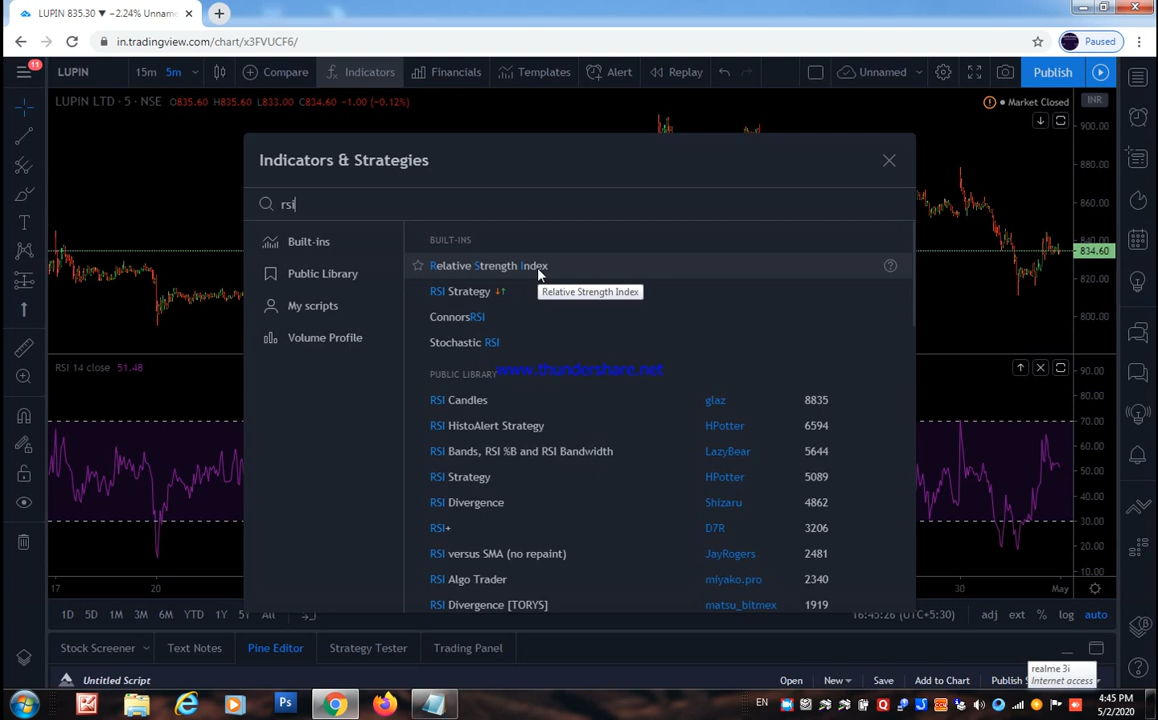 LUPIN 835.30 ▼ −2.24% Unname
in.tradingview.com/chart/x3FVUCF6/
Paused
11
LUPIN 15m 5m Compare Indicators Financials Templates Alert Replay Unnamed Publish
LUPIN LTD · 5 · NSE O835.60 H835.60 L833.00 C834.60 −1.00 (−0.12%)
Market Closed
INR
900.00
880.00
860.00
840.00
834.60
800.00
Indicators & Strategies
rsi
Built-ins
Public Library
My scripts
Volume Profile
BUILT-INS
Relative Strength Index
Relative Strength Index
RSI Strategy
ConnorsRSI
Stochastic RSI
www.thundershare.net
PUBLIC LIBRARY
RSI Candles glaz 8835
RSI HistoAlert Strategy HPotter 6594
RSI Bands, RSI %B and RSI Bandwidth LazyBear 5644
RSI Strategy HPotter 5089
RSI Divergence Shizaru 4862
RSI+ D7R 3206
RSI versus SMA (no repaint) JayRogers 2481
RSI Algo Trader miyako.pro 2340
RSI Divergence [TORYS] matsu_bitmex 1919
RSI 14 close 51.48
90.00
80.00
70.00
60.00
50.00
40.00
30.00
20.00
10.00
17 20 30 May
1D 5D 1M 3M 6M YTD 1Y 5Y All 16:45:26 (UTC+5:30) adj ext % log auto
Stock Screener Text Notes Pine Editor Strategy Tester Trading Panel
realme 3i
Internet access
Untitled Script Open New Save Add to Chart Publish
EN
4:45 PM
5/2/2020